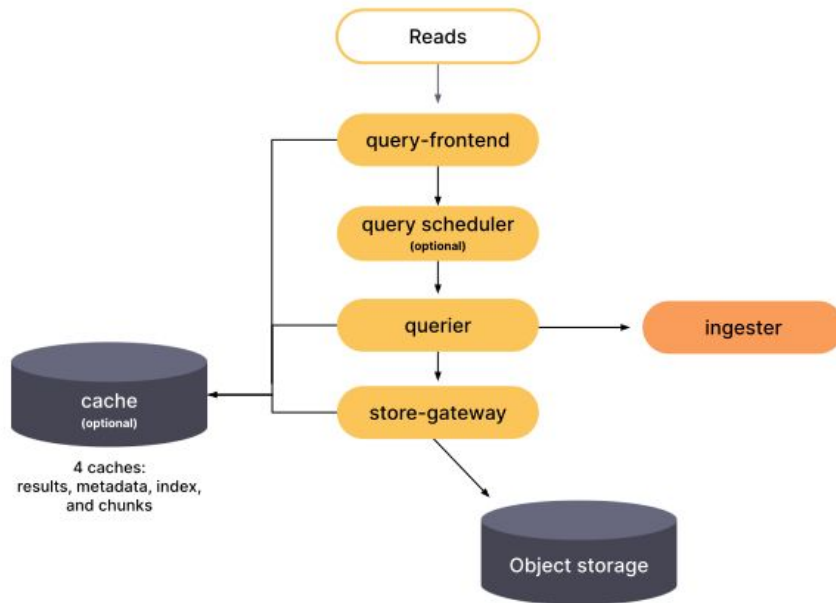 Reads
query-frontend
query scheduler
(optional)
querier
ingester
cache
(optional)
store-gateway
4 caches:
results, metadata, index,
and chunks
Object storage